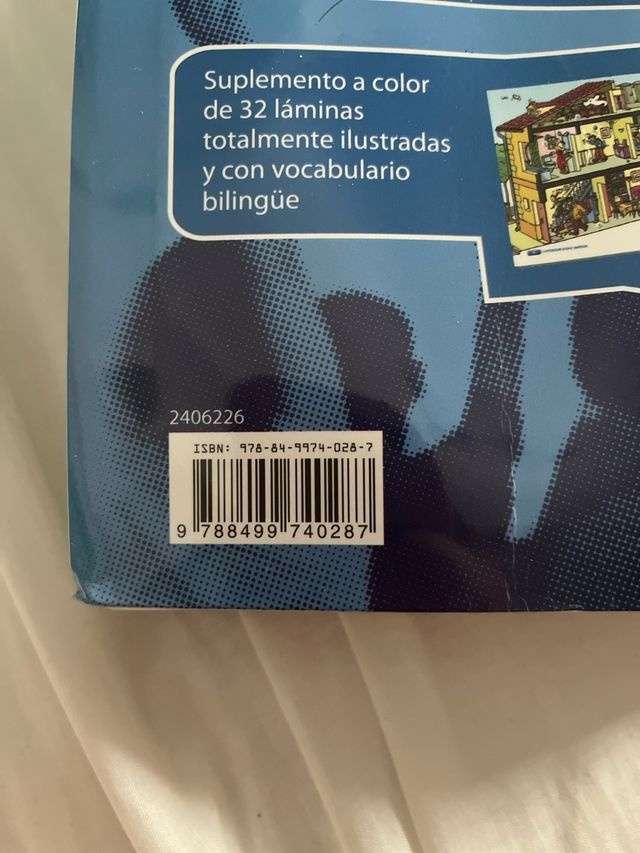 Suplemento a color
de 32 láminas
totalmente ilustradas
y con vocabulario
bilingüe
2406226
ISBN: 978-84-9974-028-7
9 788499 740287